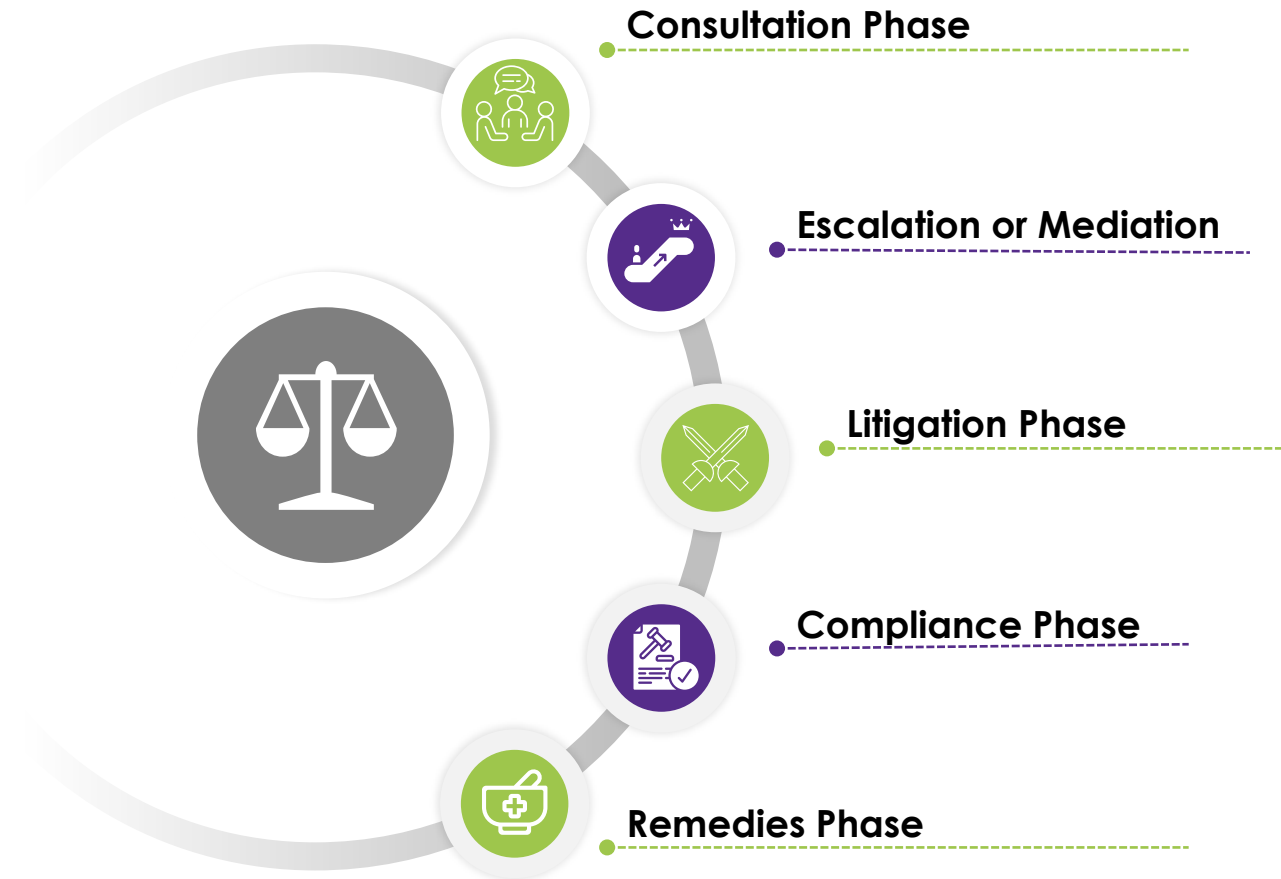 Consultation Phase
Escalation or Mediation
Litigation Phase
Compliance Phase
Remedies Phase